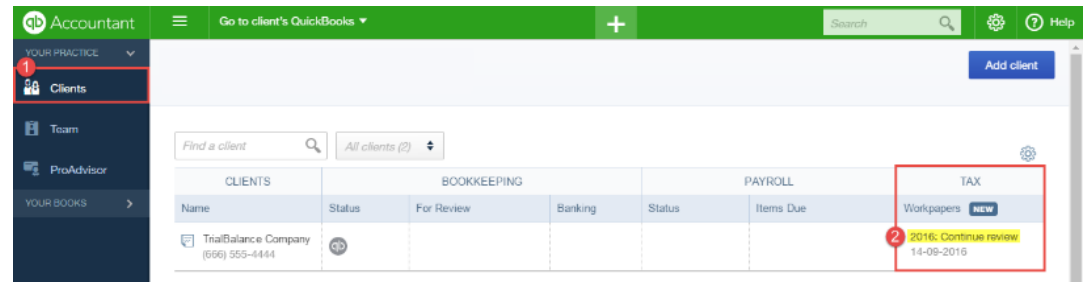 qb Accountant
Go to client's QuickBooks ▼
+
Search
? Help
YOUR PRACTICE
1
Clients
Add client
Team
Find a client
All clients (2)
ProAdvisor
CLIENTS BOOKKEEPING PAYROLL TAX
YOUR BOOKS
Name Status For Review Banking Status Items Due Workpapers NEW
TrialBalance Company
(666) 555-4444
qb
2
2016: Continue review
14-09-2016